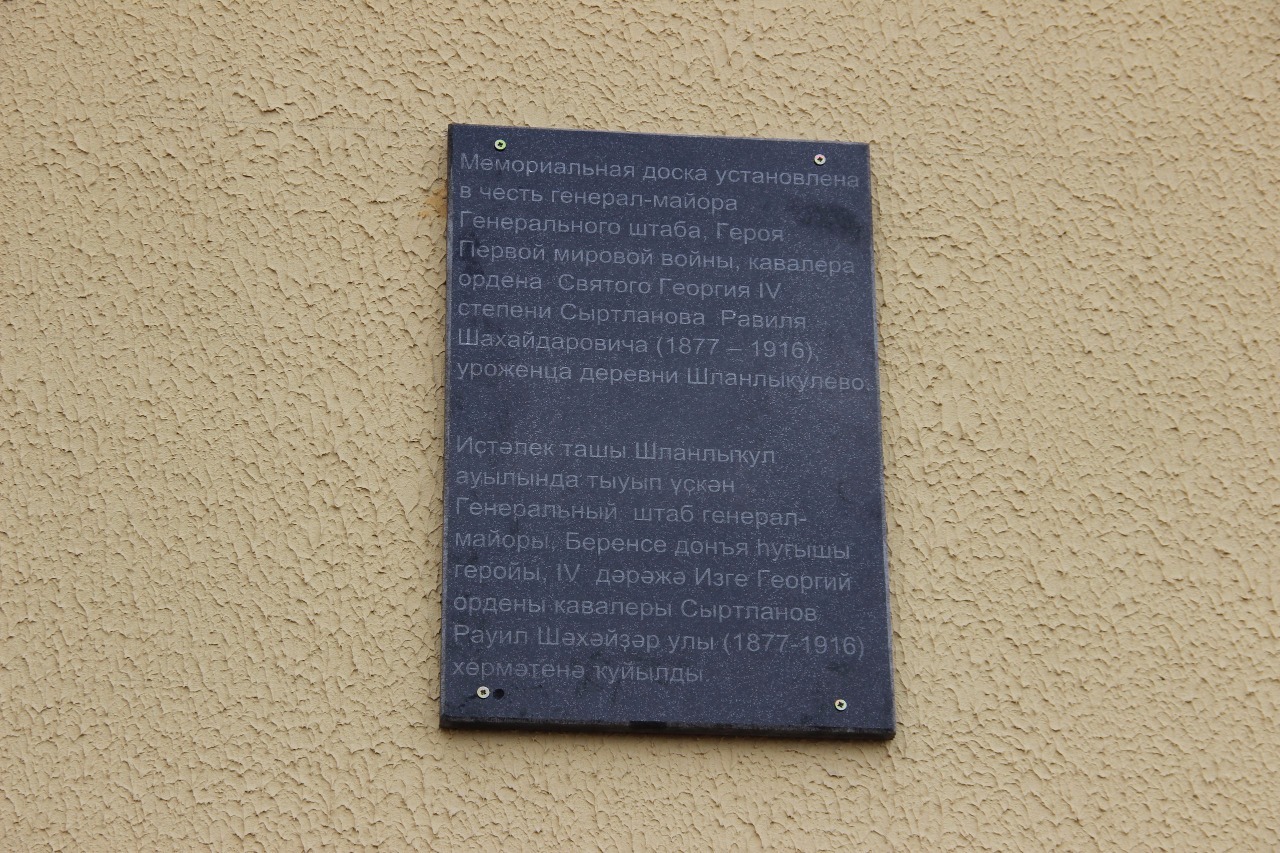 Мемориальная доска установлена
в честь генерал-майора
Генерального штаба, Героя
Первой мировой войны, кавалера
ордена Святого Георгия IV
степени Сыртланова Равиля
Шахайдаровича (1877 – 1916),
уроженца деревни Шланлыкулево.
Иҫтәлек ташы Шланлыкул
ауылында тыуып үҫкән
Генеральный штаб генерал-
майоры, Беренсе донъя һуғышы
геройы, IV дәрәжә Изге Георгий
ордены кавалеры Сыртланов
Рауил Шәхәйҙәр улы (1877-1916)
хөрмәтенә ҡуйылды.